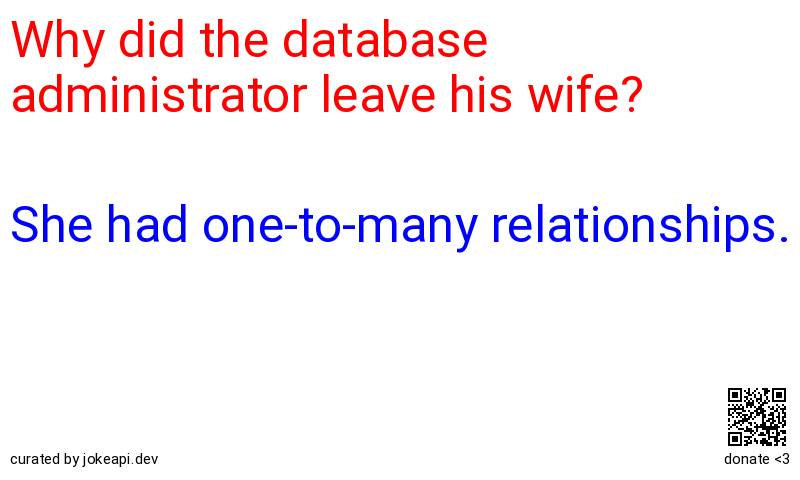 Why did the database
administrator leave his wife?
She had one-to-many relationships.
curated by jokeapi.dev
donate <3